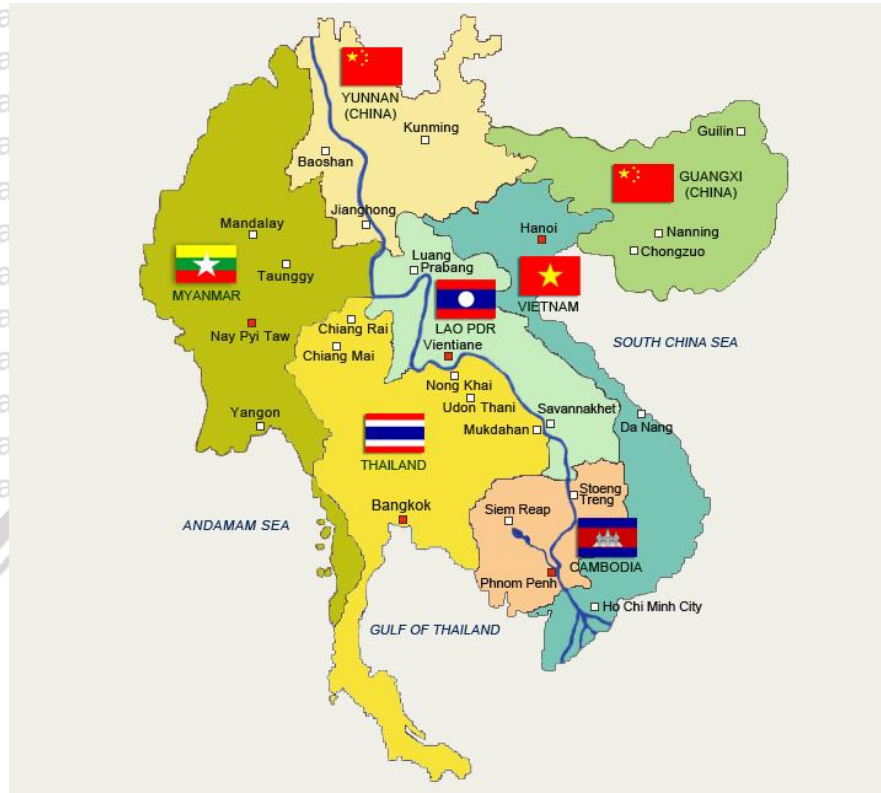 YUNNAN
(CHINA)
Kunming
Baoshan
Jianghong
Guilin
GUANGXI
(CHINA)
Nanning
Chongzuo
Hanoi
VIETNAM
Mandalay
Taunggy
MYANMAR
Nay Pyi Taw
Yangon
Luang
Prabang
LAO PDR
Vientiane
Chiang Rai
Chiang Mai
Nong Khai
Udon Thani
Mukdahan
Savannakhet
Da Nang
SOUTH CHINA SEA
THAILAND
Bangkok
ANDAMAM SEA
Siem Reap
Stoeng
Treng
CAMBODIA
Phnom Penh
Ho Chi Minh City
GULF OF THAILAND